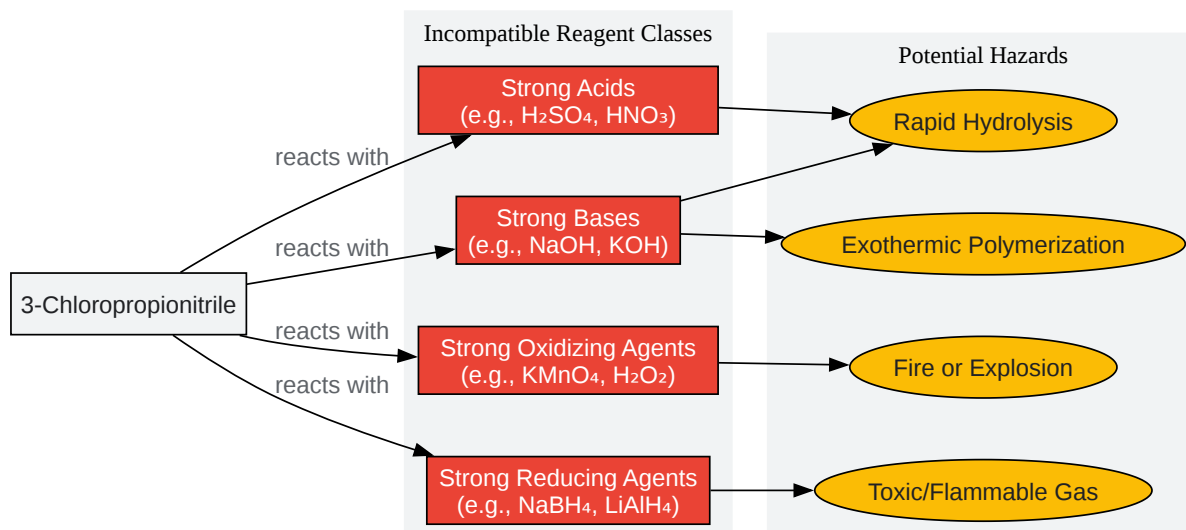 Incompatible Reagent Classes
Potential Hazards
Strong Acids
(e.g., H₂SO₄, HNO₃)
Rapid Hydrolysis
reacts with
Strong Bases
(e.g., NaOH, KOH)
Exothermic Polymerization
reacts with
3-Chloropropionitrile
reacts with
Strong Oxidizing Agents
(e.g., KMnO₄, H₂O₂)
Fire or Explosion
reacts with
Strong Reducing Agents
(e.g., NaBH₄, LiAlH₄)
Toxic/Flammable Gas